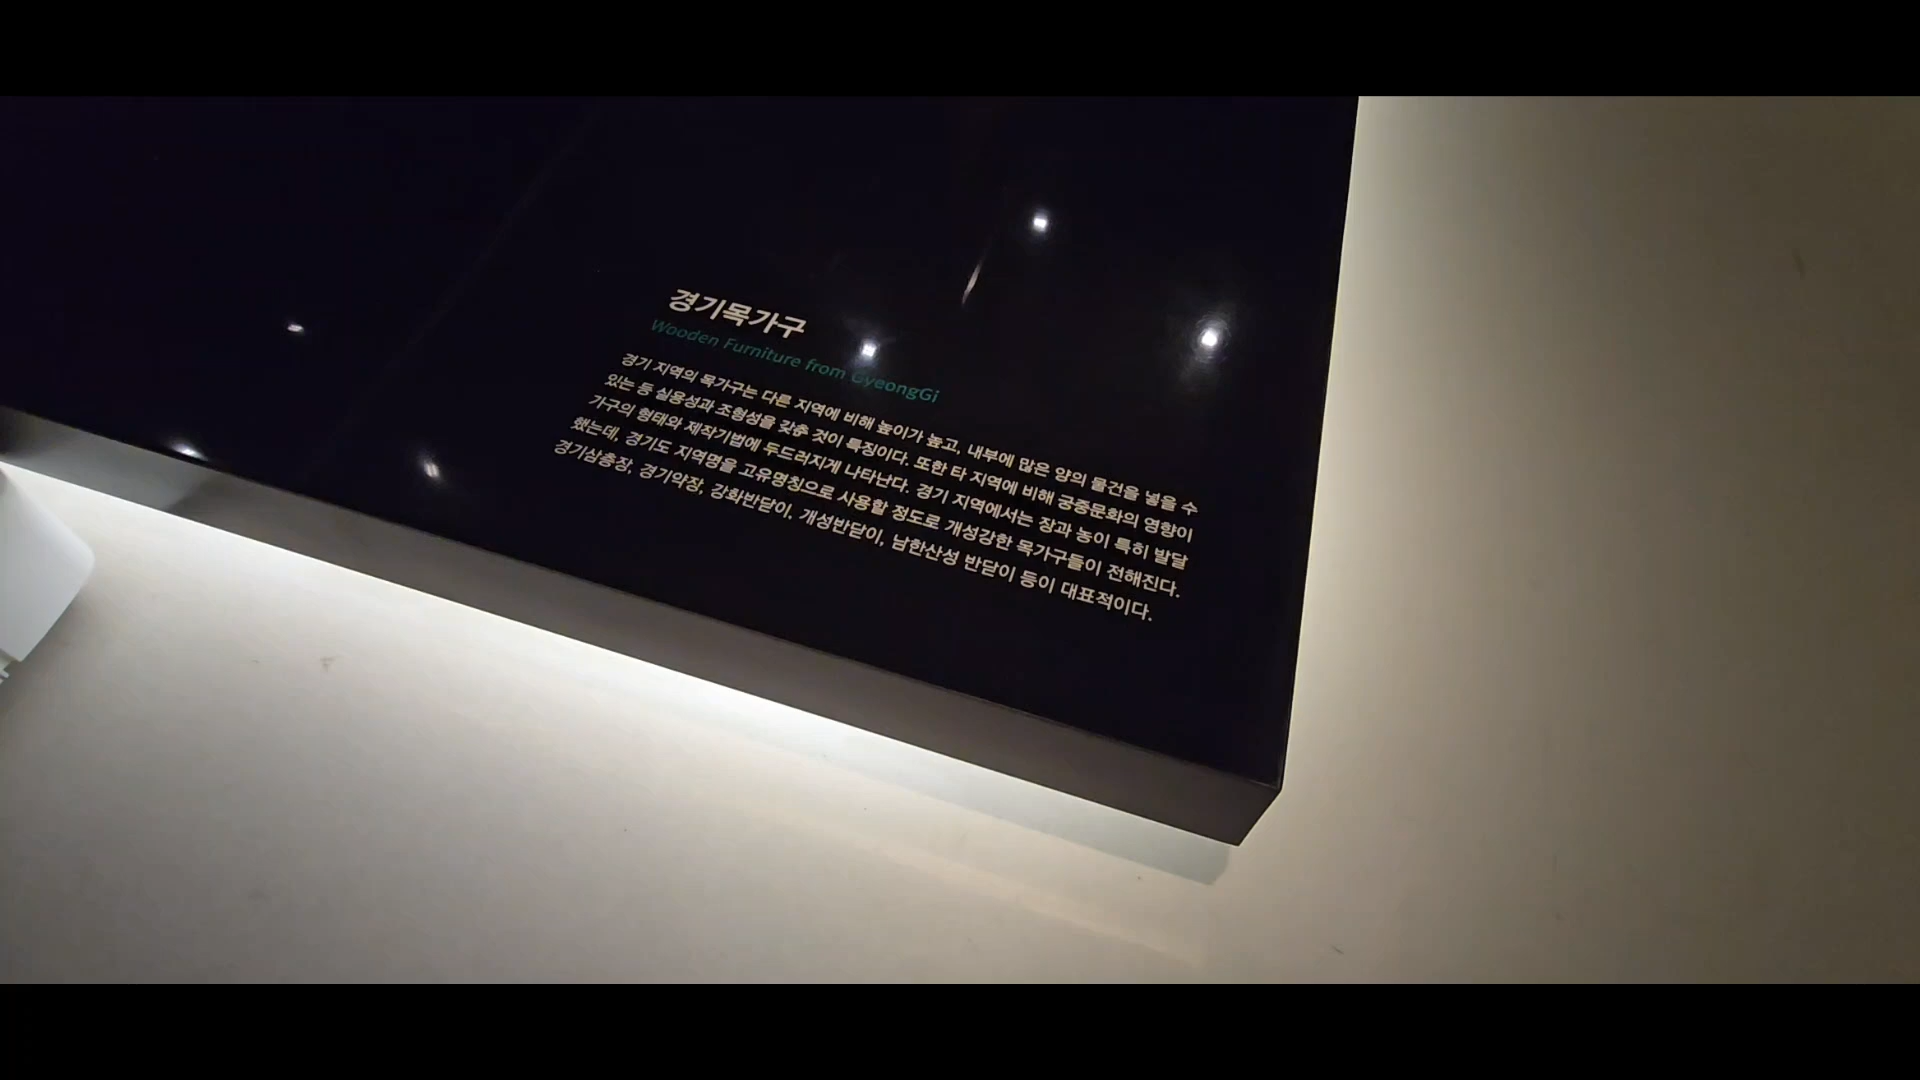 경기목가구
Wooden Furniture from GyeongGi
경기 지역의 목가구는 다른 지역에 비해 높이가 높고, 내부에 많은 양의 물건을 넣을 수
있는 등 실용성과 조형성을 갖춘 것이 특징이다. 또한 타 지역에 비해 궁중문화의 영향이
가구의 형태와 제작기법에 두드러지게 나타난다. 경기 지역에서는 장과 농이 특히 발달
했는데, 경기도 지역명을 고유명칭으로 사용할 정도로 개성강한 목가구들이 전해진다.
경기삼층장, 경기약장, 강화반닫이, 개성반닫이, 남한산성 반닫이 등이 대표적이다.